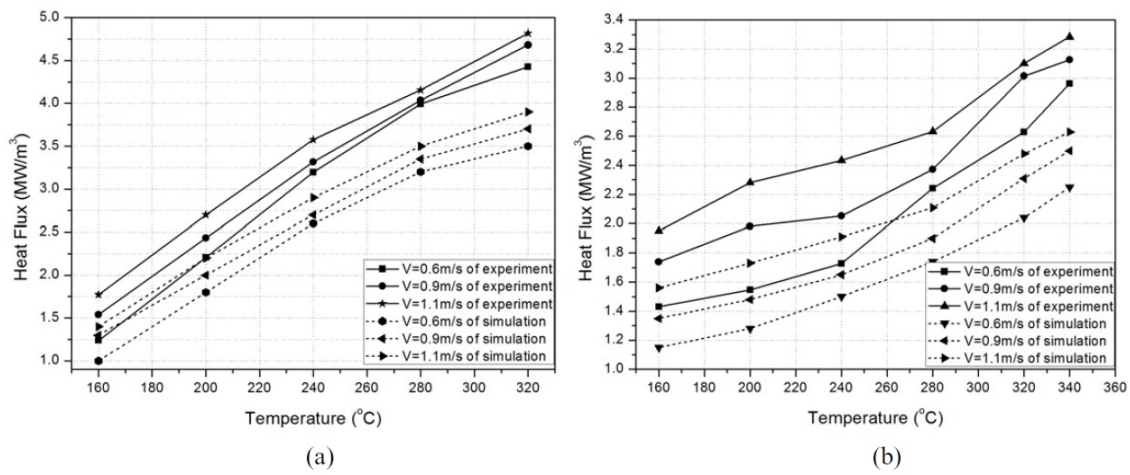 5.0
4.5
4.0
3.5
3.0
2.5
2.0
1.5
1.0
Heat Flux (MW/m³)
V=0.6m/s of experiment
V=0.9m/s of experiment
V=1.1m/s of experiment
V=0.6m/s of simulation
V=0.9m/s of simulation
V=1.1m/s of simulation
160 200 240 280 320
Temperature (°C)
(a)
3.4
3.2
3.0
2.8
2.6
2.4
2.2
2.0
1.8
1.6
1.4
1.2
1.0
Heat Flux (MW/m³)
V=0.6m/s of experiment
V=0.9m/s of experiment
V=1.1m/s of experiment
V=0.6m/s of simulation
V=0.9m/s of simulation
V=1.1m/s of simulation
160 180 200 220 240 260 280 300 320 340 360
Temperature (°C)
(b)